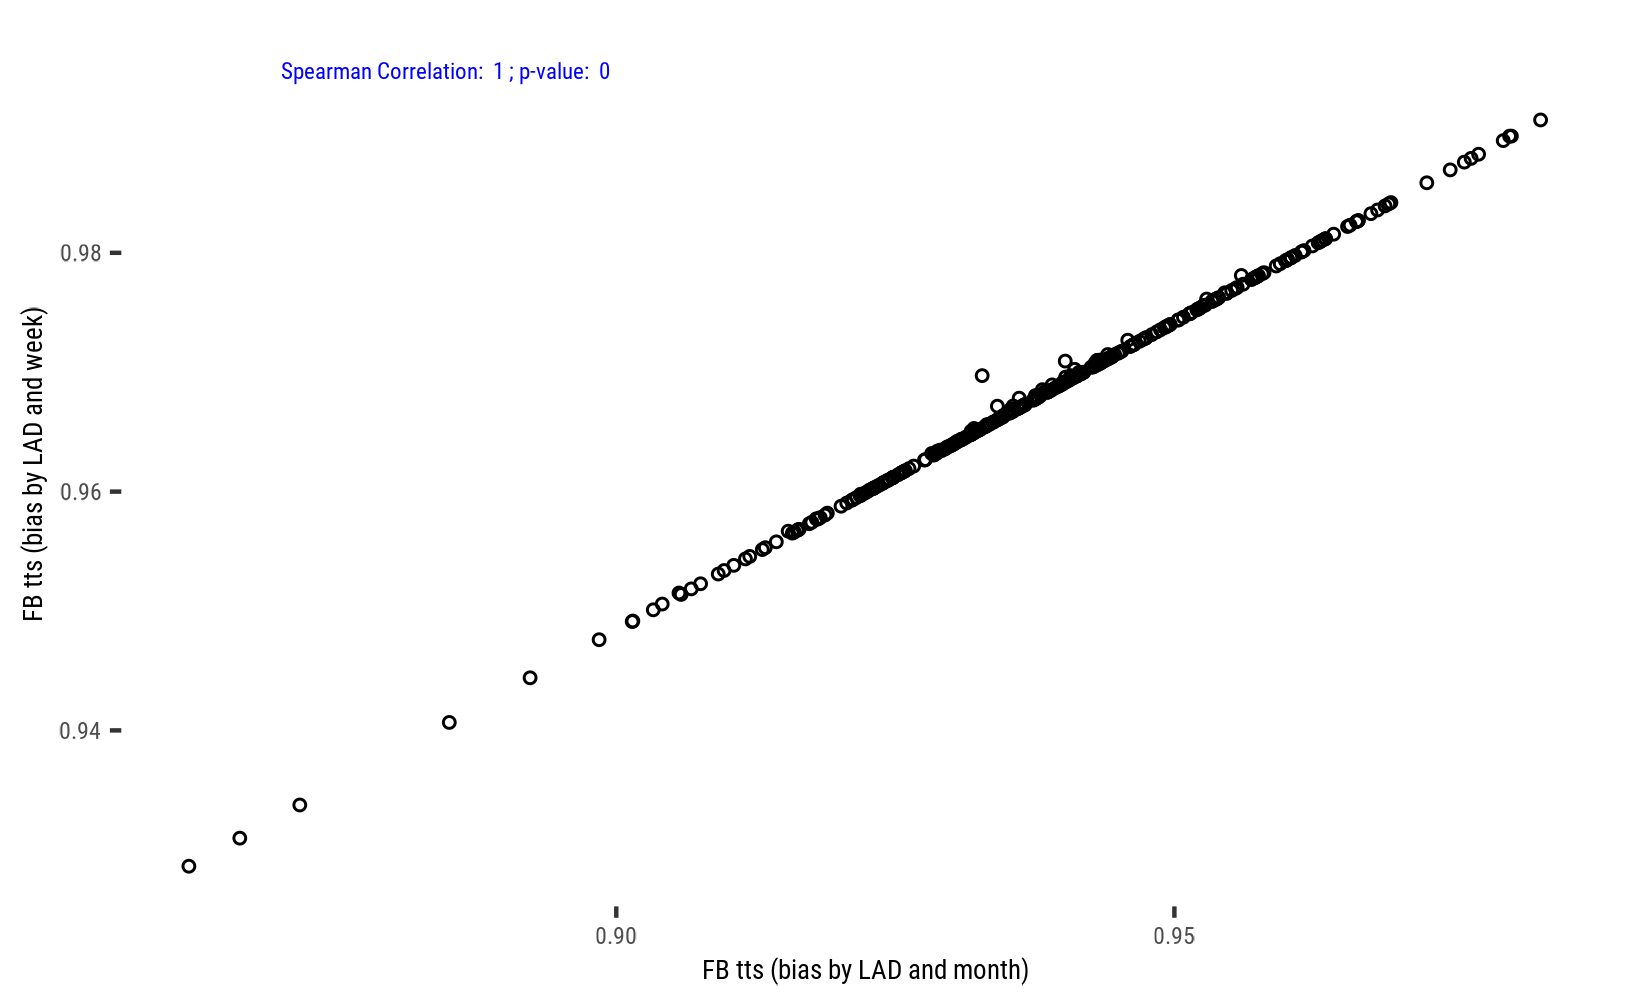 Spearman Correlation: 1 ; p-value: 0
0.98
0.96
0.94
FB tts (bias by LAD and week)
0.90
0.95
FB tts (bias by LAD and month)